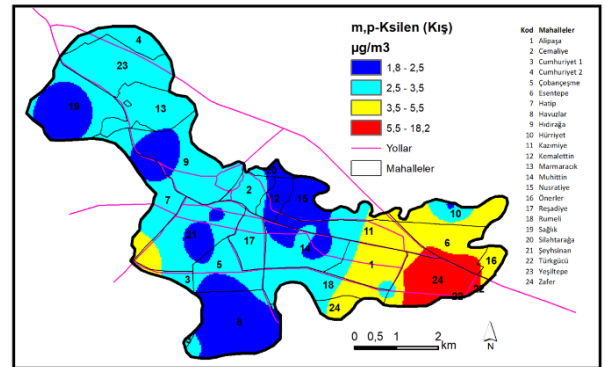 m,p-Ksilen (Kış)
µg/m3
1,8 - 2,5
2,5 - 3,5
3,5 - 5,5
5,5 - 18,2
Yollar
Mahalleler
Kod Mahalleler
1 Alipaşa
2 Cemaliye
3 Cumhuriyet 1
4 Cumhuriyet 2
5 Çobançeşme
6 Esentepe
7 Hatip
8 Havuzlar
9 Hıdırağa
10 Hürriyet
11 Kazımiye
12 Kemalettin
13 Marmaracık
14 Muhittin
15 Nusratiye
16 Önerler
17 Reşadiye
18 Rumeli
19 Sağlık
20 Silahtarağa
21 Şeyhsinan
22 Türkgücü
23 Yeşiltepe
24 Zafer
4
23
19
13
9
20
2
12
15
7
10
21
17
14
11
6
5
1
16
3
18
24
22
24
8
0 0,5 1 2
km
N